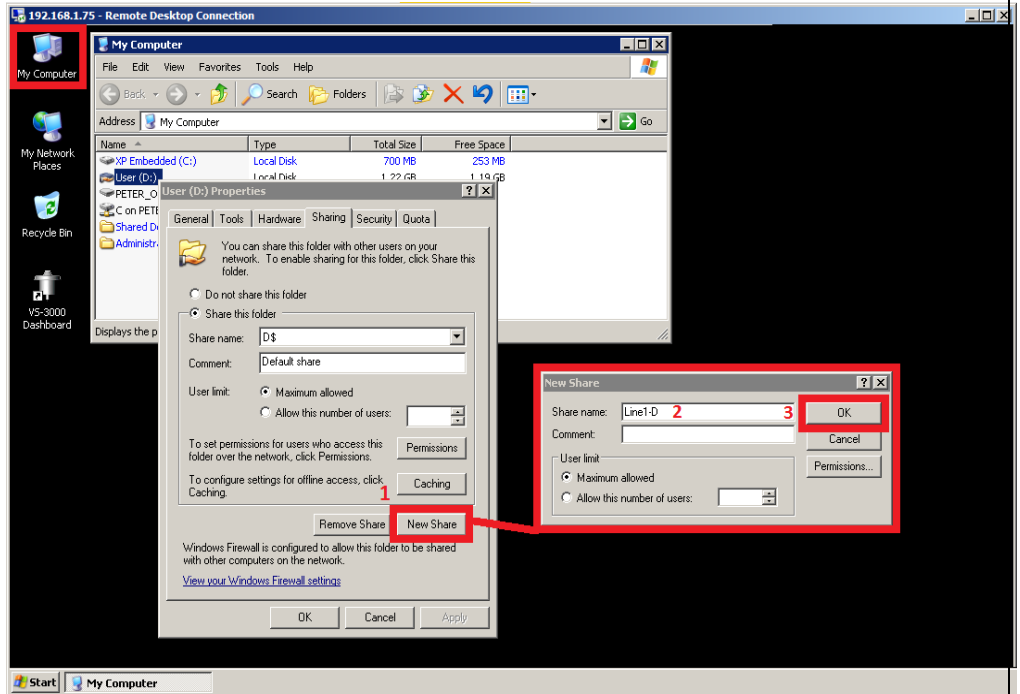 192.168.1.75 - Remote Desktop Connection
My Computer
My Network
Places
Recycle Bin
VS-3000
Dashboard
My Computer
File Edit View Favorites Tools Help
Back Search Folders
Address My Computer Go
Name Type Total Size Free Space
XP Embedded (C:) Local Disk 700 MB 253 MB
User (D:) Local Disk 1.22 GB 1.19 GB
PETER_O
C on PETE
Shared D
Administr
Displays the p
User (D:) Properties
General Tools Hardware Sharing Security Quota
You can share this folder with other users on your
network. To enable sharing for this folder, click Share this
folder.
Do not share this folder
Share this folder
Share name: D$
Comment: Default share
User limit: Maximum allowed
Allow this number of users:
To set permissions for users who access this
folder over the network, click Permissions.
Permissions
To configure settings for offline access, click
Caching.
1
Caching
Remove Share New Share
Windows Firewall is configured to allow this folder to be shared
with other computers on the network.
View your Windows Firewall settings
OK Cancel Apply
New Share
Share name: Line1-D 2 3 OK
Comment: Cancel
User limit
Permissions...
Maximum allowed
Allow this number of users:
Start My Computer